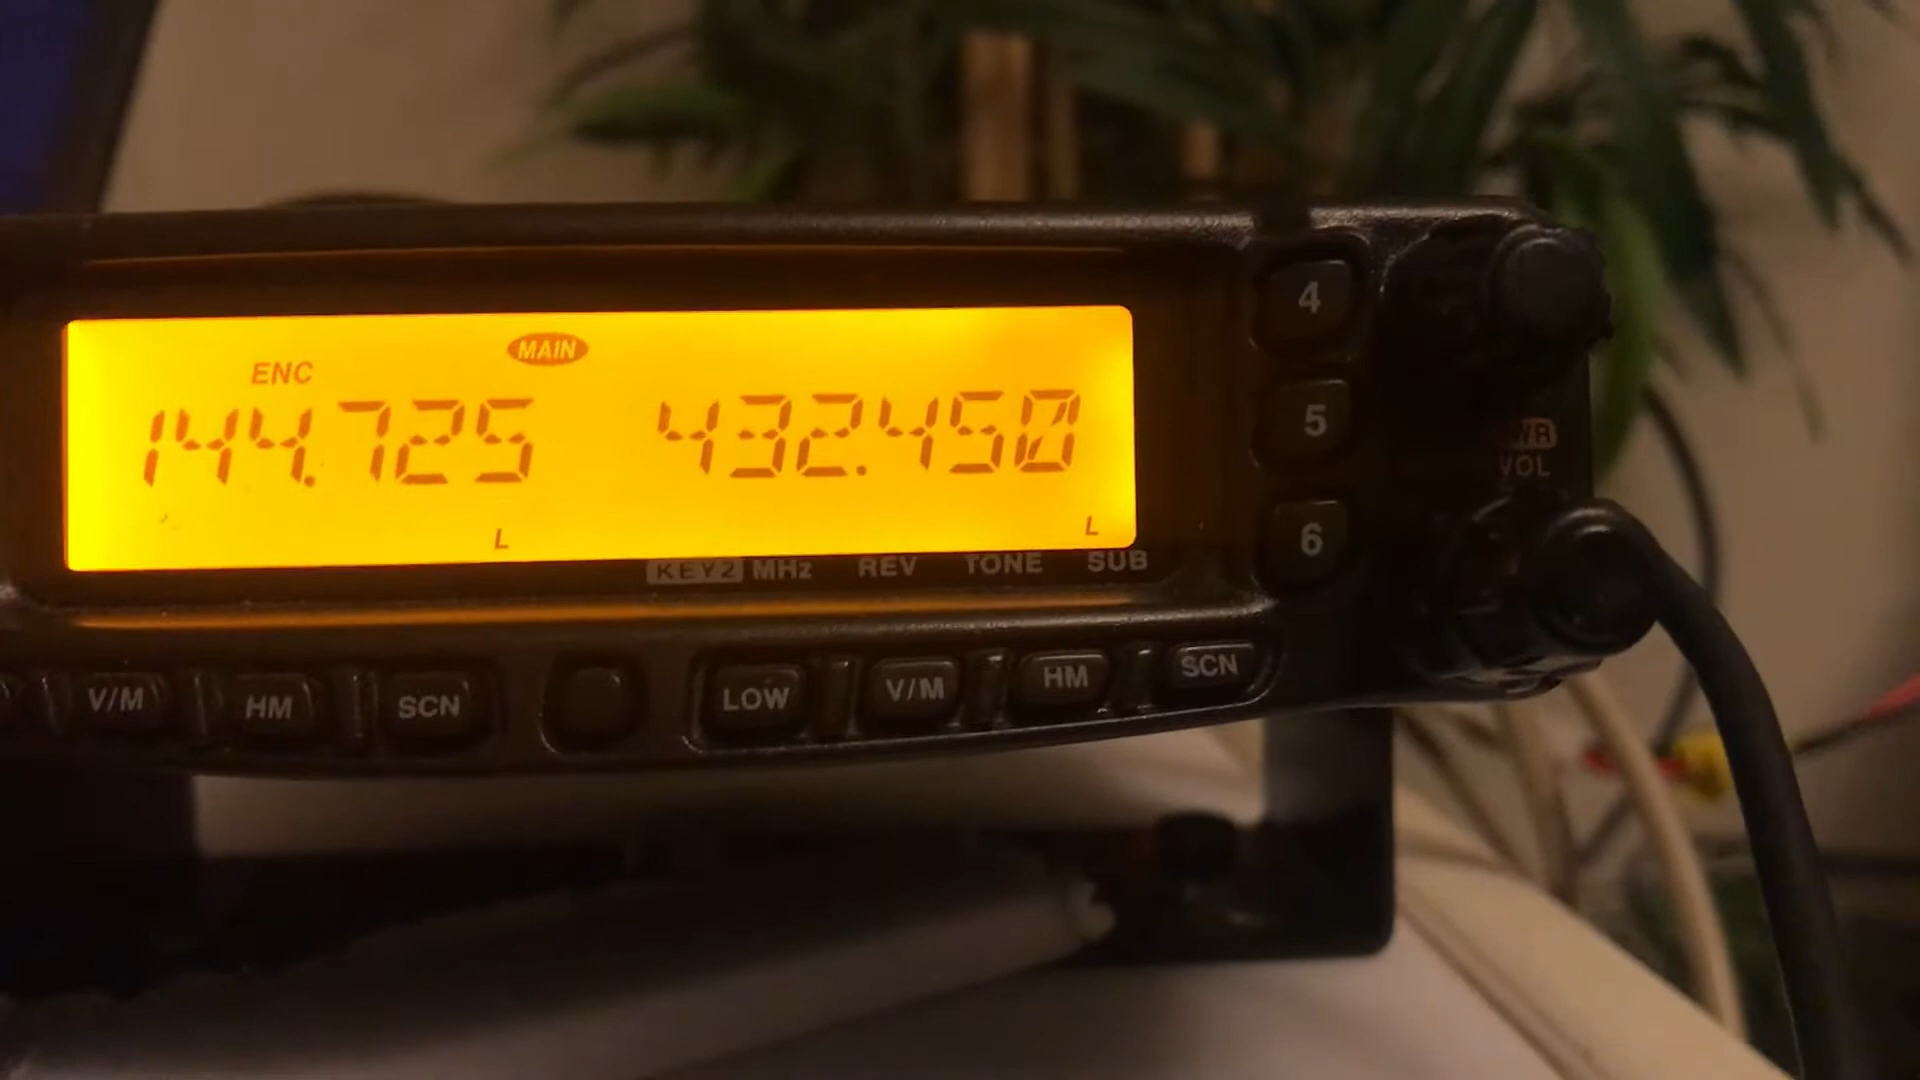 MAIN
ENC
144.725 432.450
L L
KEY2 MHz REV TONE SUB
4
5
6
VOL
V/M HM SCN LOW V/M HM SCN